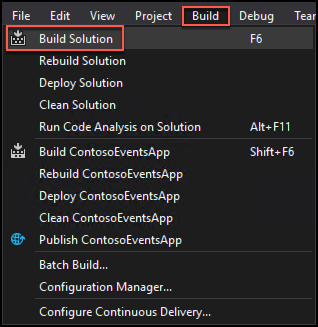 File Edit View Project Build Debug
Build Solution F6
Rebuild Solution
Deploy Solution
Clean Solution
Run Code Analysis on Solution Alt+F11
Build ContosoEventsApp Shift+F6
Rebuild ContosoEventsApp
Deploy ContosoEventsApp
Clean ContosoEventsApp
Publish ContosoEventsApp
Batch Build...
Configuration Manager...
Configure Continuous Delivery...